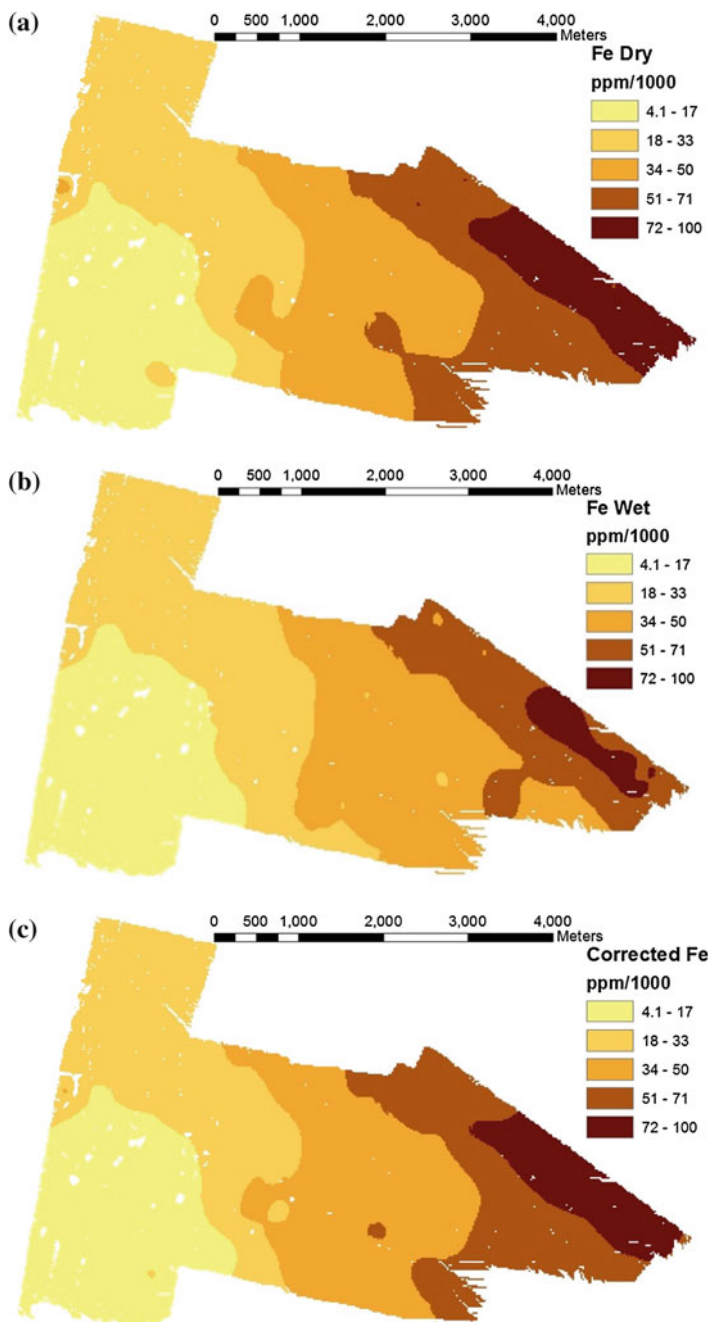 (a)
0 500 1,000 2,000 3,000 4,000
Meters
Fe Dry
ppm/1000
4.1 - 17
18 - 33
34 - 50
51 - 71
72 - 100
(b)
0 500 1,000 2,000 3,000 4,000
Meters
Fe Wet
ppm/1000
4.1 - 17
18 - 33
34 - 50
51 - 71
72 - 100
(c)
0 500 1,000 2,000 3,000 4,000
Meters
Corrected Fe
ppm/1000
4.1 - 17
18 - 33
34 - 50
51 - 71
72 - 100